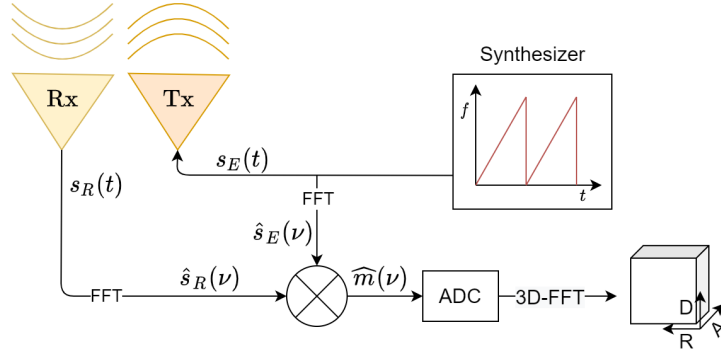 Synthesizer
Rx
Tx
f
t
s_E(t)
s_R(t)
FFT
ŝ_E(ν)
ŝ_R(ν)
m̂(ν)
FFT
ADC
3D-FFT
D
R
A